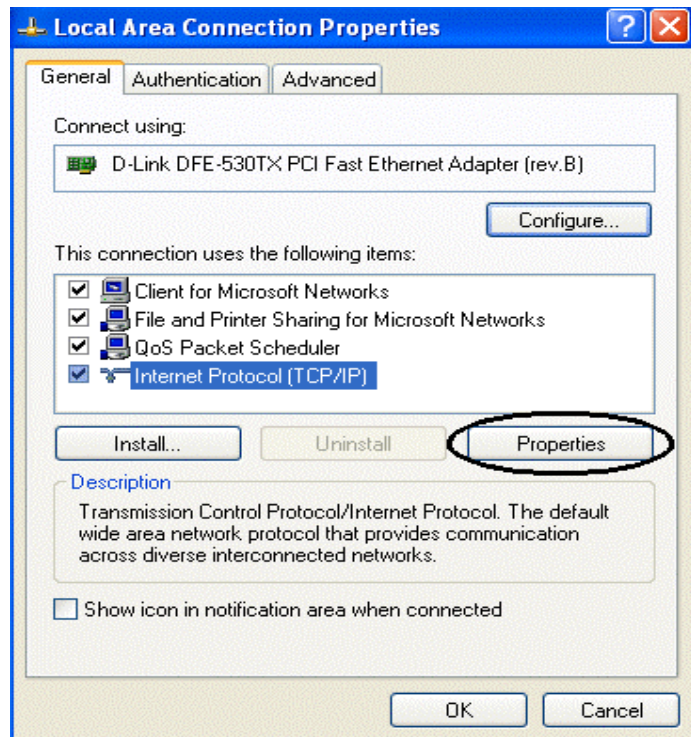 Local Area Connection Properties
General Authentication Advanced
Connect using:
D-Link DFE-530TX PCI Fast Ethernet Adapter (rev.B)
Configure...
This connection uses the following items:
Client for Microsoft Networks
File and Printer Sharing for Microsoft Networks
QoS Packet Scheduler
Internet Protocol (TCP/IP)
Install... Uninstall Properties
Description
Transmission Control Protocol/Internet Protocol. The default
wide area network protocol that provides communication
across diverse interconnected networks.
Show icon in notification area when connected
OK Cancel